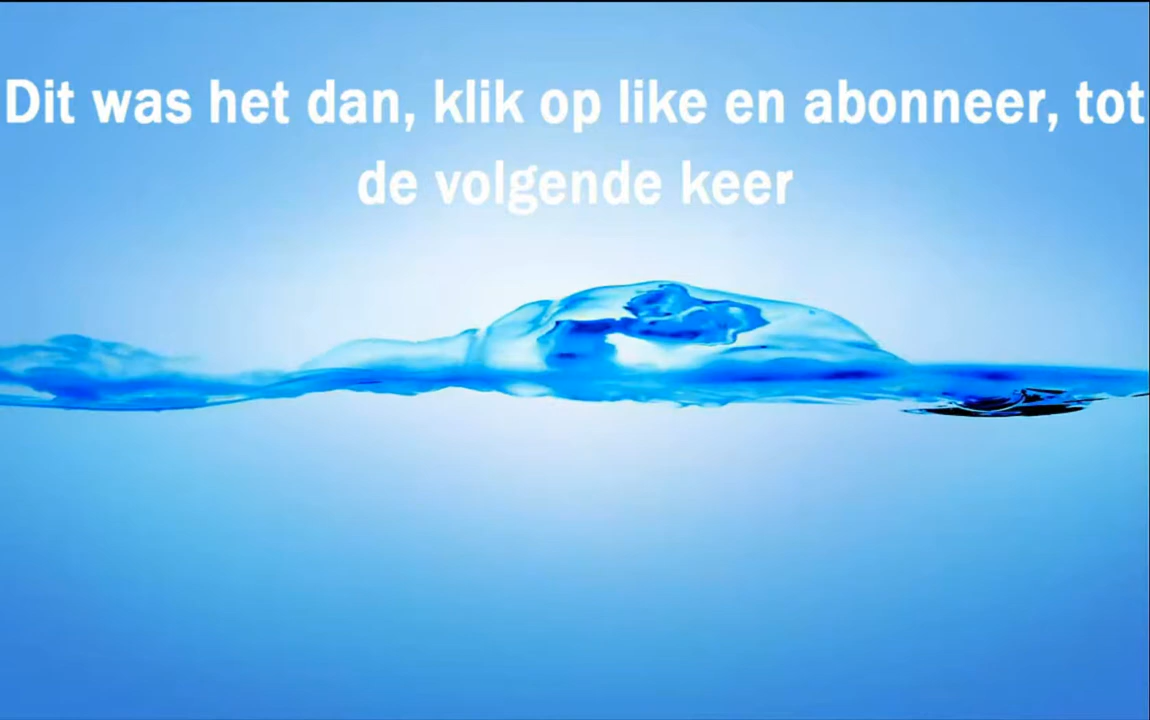 Dit was het dan, klik op like en abonneer, tot
de volgende keer